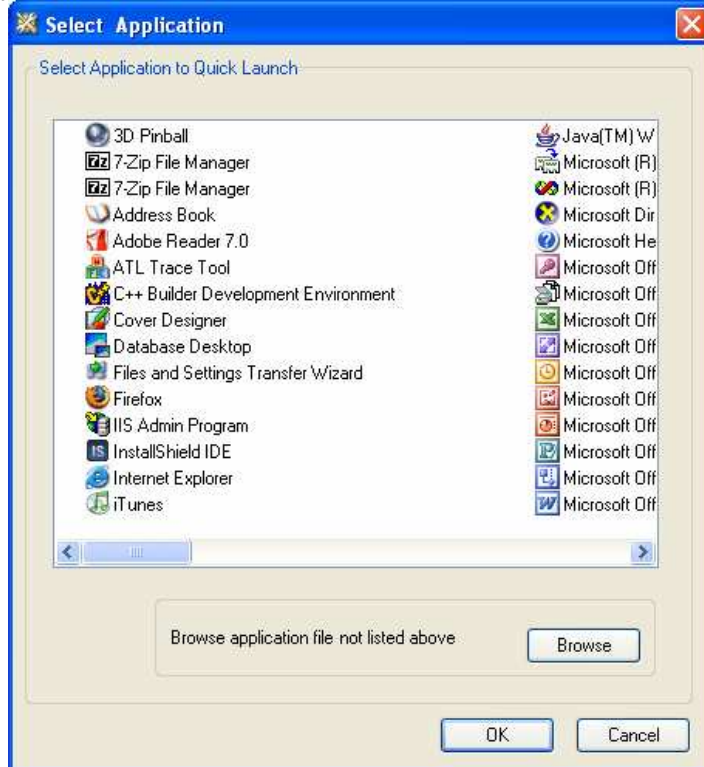 Select Application
Select Application to Quick Launch
3D Pinball
7-Zip File Manager
7-Zip File Manager
Address Book
Adobe Reader 7.0
ATL Trace Tool
C++ Builder Development Environment
Cover Designer
Database Desktop
Files and Settings Transfer Wizard
Firefox
IIS Admin Program
InstallShield IDE
Internet Explorer
iTunes
Java(TM) W
Microsoft (R)
Microsoft (R)
Microsoft Dir
Microsoft He
Microsoft Off
Microsoft Off
Microsoft Off
Microsoft Off
Microsoft Off
Microsoft Off
Microsoft Off
Microsoft Off
Microsoft Off
Microsoft Off
Browse application file not listed above
Browse
OK
Cancel